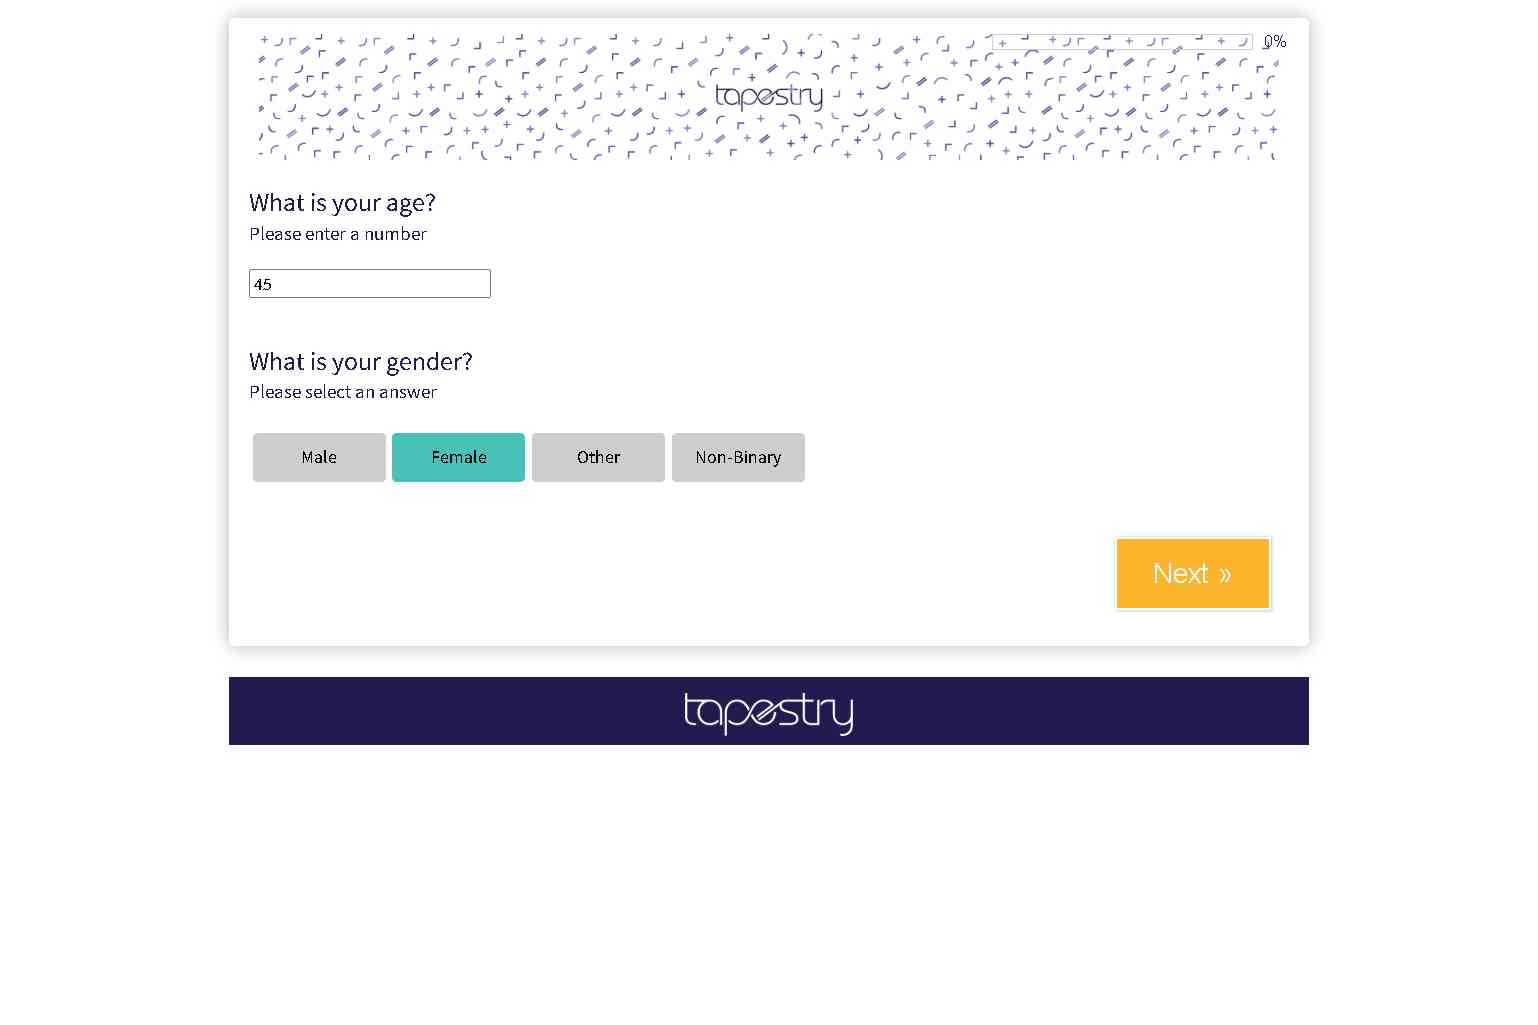 0%
tapestry
What is your age?
Please enter a number
45
What is your gender?
Please select an answer
Male
Female
Other
Non-Binary
Next »
tapestry